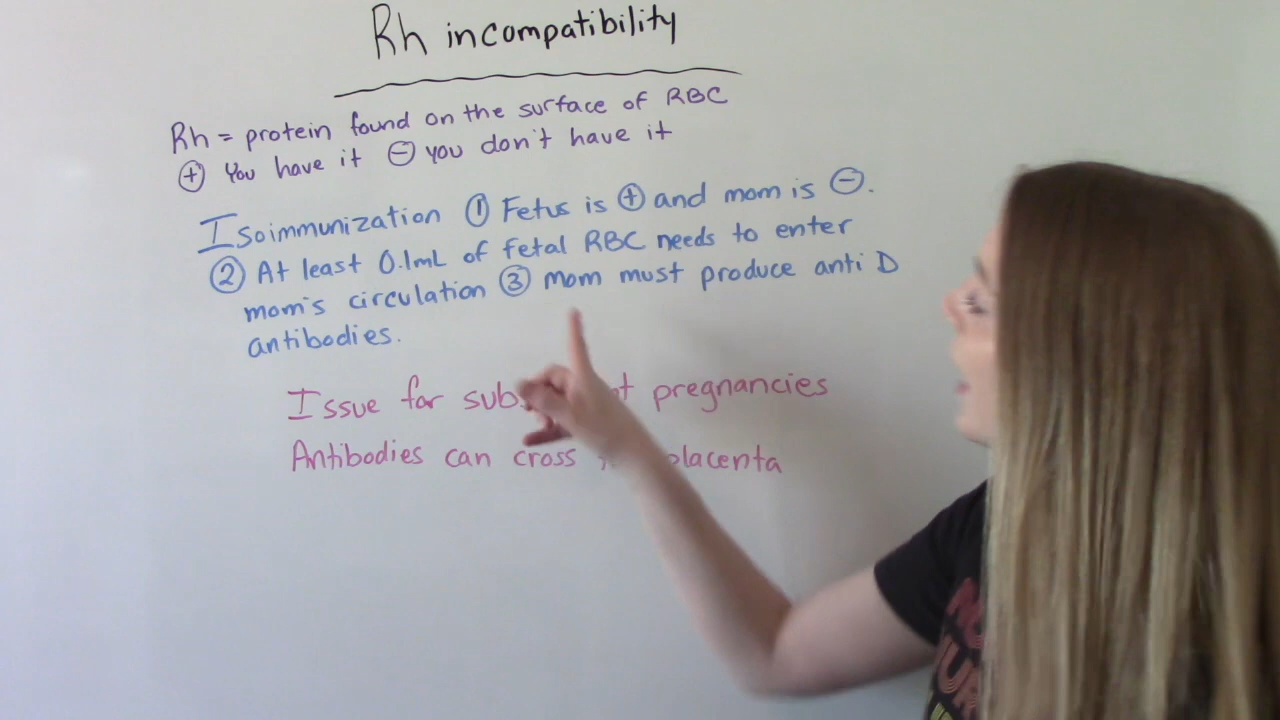 Rh incompatibility
Rh = protein found on the surface of RBC
⊕ You have it ⊖ you don't have it
Isoimmunization ① Fetus is ⊕ and mom is ⊖.
② At least 0.1mL of fetal RBC needs to enter
mom's circulation ③ mom must produce anti D
antibodies.
Issue for pregnancies
Antibodies can cross placenta